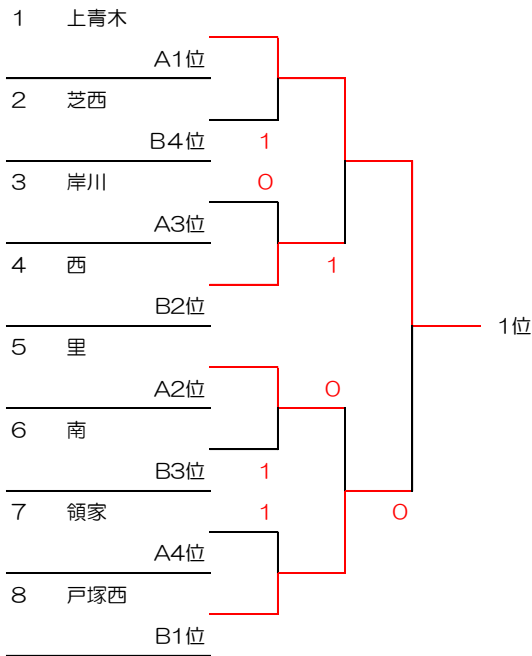 1 上青木
A1位
2 芝西
B4位 1
3 岸川 0
A3位
4 西 1
B2位
1位
5 里
A2位 0
6 南
B3位 1
7 領家 1 0
A4位
8 戸塚西
B1位